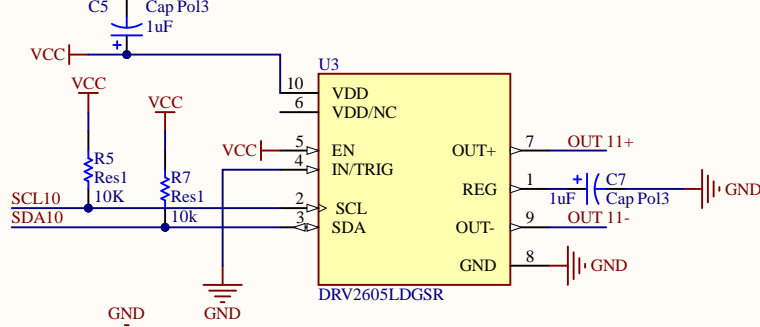 C5
Cap Pol3
1uF
+
VCC
U3
VCC
10
VDD
VCC
6
VDD/NC
VCC
5
EN
OUT+
7
OUT 11+
4
IN/TRIG
R5
Res1
10K
R7
Res1
10k
REG
1
+
1uF
C7
Cap Pol3
GND
SCL10
2
SCL
SDA10
3
SDA
OUT-
9
OUT 11-
GND
8
GND
DRV2605LDGSR
GND
GND